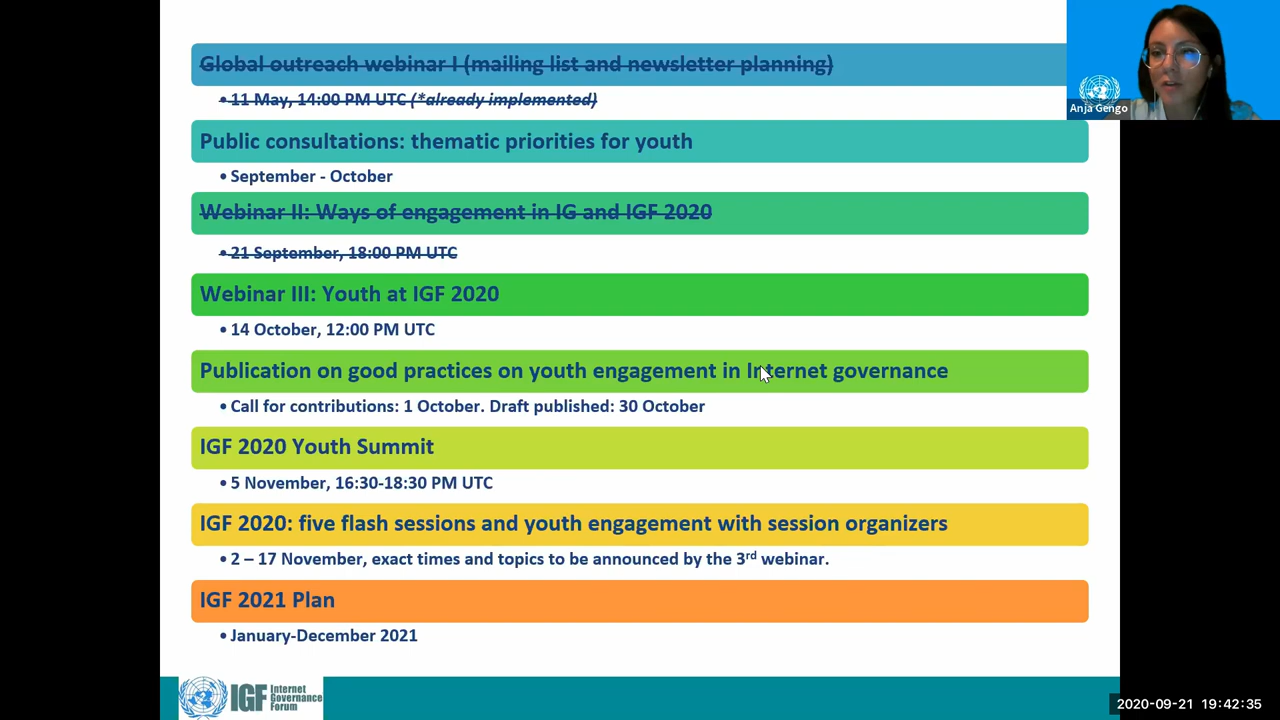 Global outreach webinar I (mailing list and newsletter planning)
• 11 May, 14:00 PM UTC (*already implemented)
Public consultations: thematic priorities for youth
• September - October
Webinar II: Ways of engagement in IG and IGF 2020
• 21 September, 18:00 PM UTC
Webinar III: Youth at IGF 2020
• 14 October, 12:00 PM UTC
Publication on good practices on youth engagement in Internet governance
• Call for contributions: 1 October. Draft published: 30 October
IGF 2020 Youth Summit
• 5 November, 16:30-18:30 PM UTC
IGF 2020: five flash sessions and youth engagement with session organizers
• 2 – 17 November, exact times and topics to be announced by the 3rd webinar.
IGF 2021 Plan
• January-December 2021
IGF
Internet
Governance
Forum
Anja Gengo
2020-09-21 19:42:35